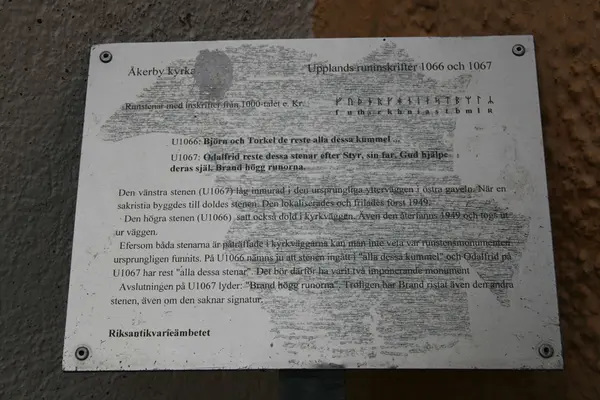 Åkerby kyrka Upplands runinskrifter 1066 och 1067
Runstenar med inskrifter från 1000-talet e. Kr.
f u th a r k h n i a s t b m l R
U1066: Björn och Torkel de reste alla dessa kummel ...
U1067: Odalfrid reste dessa stenar efter Styr, sin far. Gud hjälpe
deras själ. Brand högg runorna.
Den vänstra stenen (U1067) låg inmurad i den ursprungliga ytterväggen i östra gaveln. När en
sakristia byggdes till doldes stenen. Den lokaliserades och frilades först 1949.
Den högra stenen (U1066) satt också dold i kyrkväggen. Även den återfanns 1949 och togs ut
ur väggen.
Efersom båda stenarna är påträffade i kyrkväggarna kan man inte veta var runstensmonumenten
ursprungligen funnits. På U1066 nämns ju att stenen ingått i "alla dessa kummel" och Odalfrid på
U1067 har rest "alla dessa stenar". Det bör därför ha varit två imponerande monument
Avslutningen på U1067 lyder: "Brand högg runorna". Troligen har Brand ristat även den andra
stenen, även om den saknar signatur.
Riksantikvarieämbetet